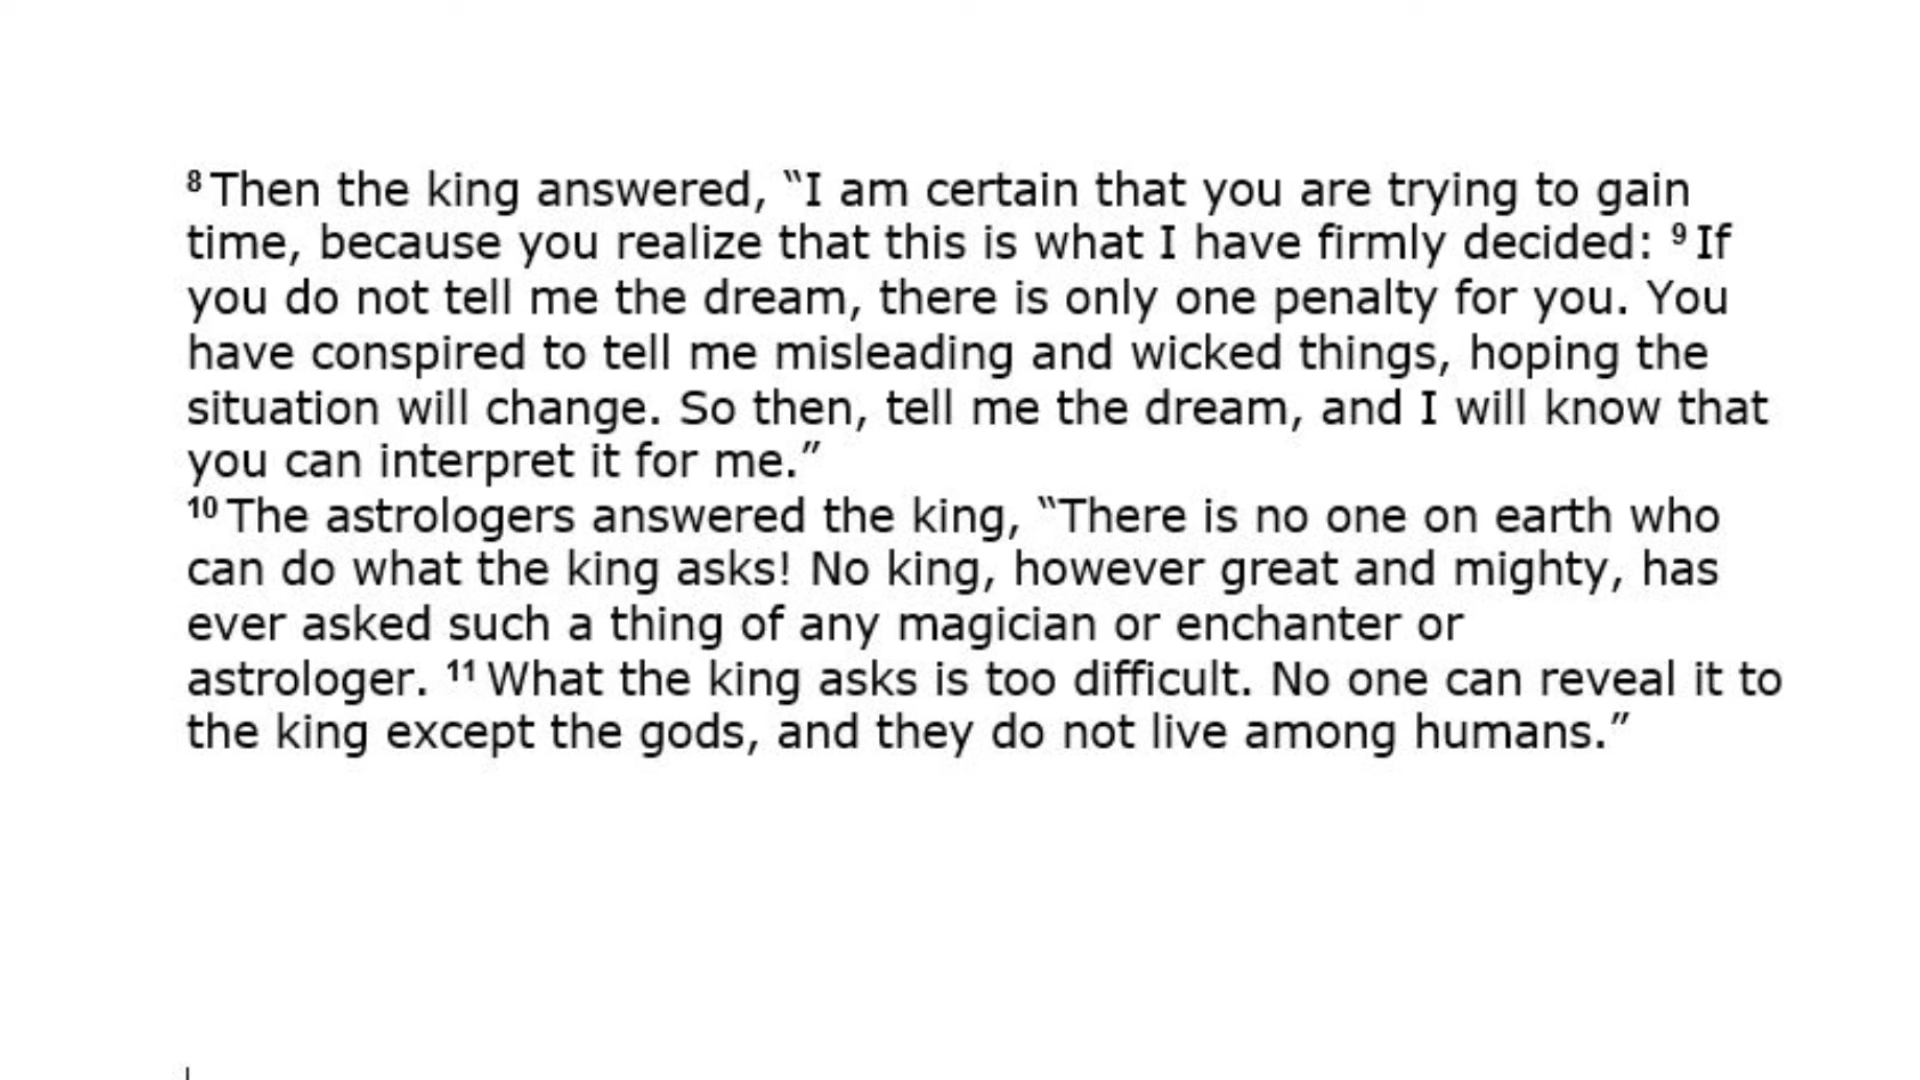 8 Then the king answered, “I am certain that you are trying to gain
time, because you realize that this is what I have firmly decided: 9 If
you do not tell me the dream, there is only one penalty for you. You
have conspired to tell me misleading and wicked things, hoping the
situation will change. So then, tell me the dream, and I will know that
you can interpret it for me.”
10 The astrologers answered the king, “There is no one on earth who
can do what the king asks! No king, however great and mighty, has
ever asked such a thing of any magician or enchanter or
astrologer. 11 What the king asks is too difficult. No one can reveal it to
the king except the gods, and they do not live among humans.”